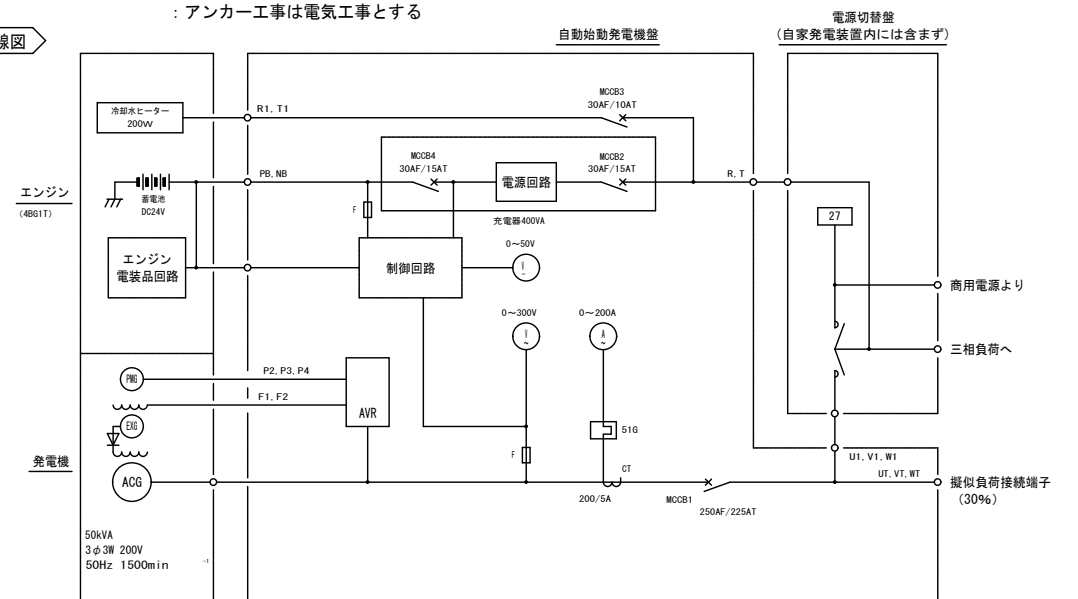 : アンカー工事は電気工事とする
線図
自動始動発電機盤
電源切替盤
(自家発電装置内には含まず)
冷却水ヒーター
200W
R1, T1
MCCB3
30AF/10AT
エンジン
(4BG1T)
蓄電池
DC24V
PB, NB
MCCB4
30AF/15AT
電源回路
MCCB2
30AF/15AT
R, T
充電器400VA
F
27
エンジン
電装品回路
制御回路
0~50V
V
商用電源より
0~300V
V
~
0~200A
A
~
三相負荷へ
PMG
P2, P3, P4
F1, F2
AVR
EXG
51G
F
発電機
ACG
CT
200/5A
MCCB1
250AF/225AT
U1, V1, W1
UT, VT, WT
擬似負荷接続端子
(30%)
50kVA
3φ3W 200V
50Hz 1500min -1